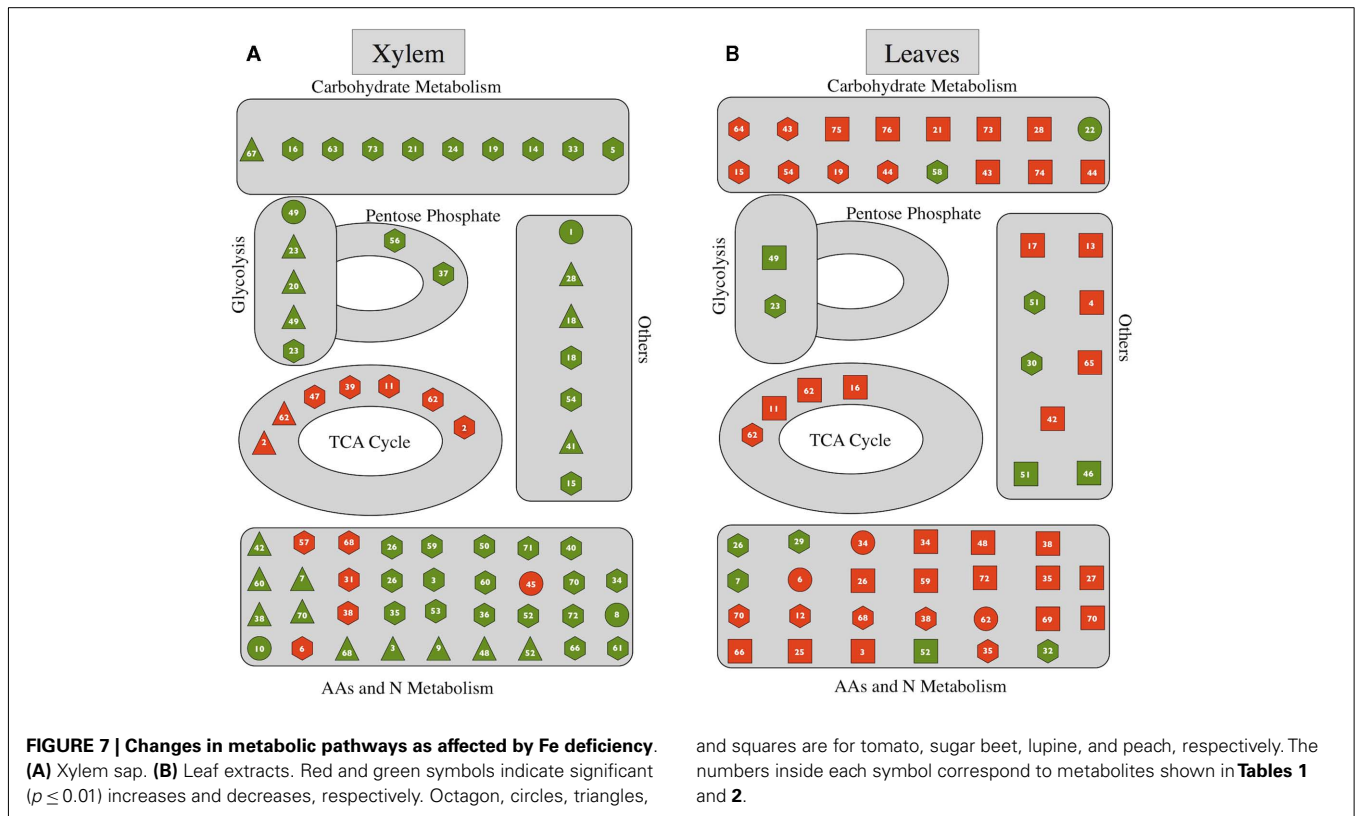 A
Xylem
Carbohydrate Metabolism
67 16 63 73 21 24 19 14 33 5
Glycolysis
49
23
20
49
23
Pentose Phosphate
56
37
Others
1
28
18
18
54
41
15
TCA Cycle
2 62 47 39 11 62 2
42 57 68 26 59 50 71 40
60 7 31 26 3 60 45 70 34
38 70 38 35 53 36 52 72 8
10 6 68 3 9 48 52 66 61
AAs and N Metabolism
B
Leaves
Carbohydrate Metabolism
64 43 75 76 21 73 28 22
15 54 19 44 58 43 74 44
Glycolysis
49
23
Pentose Phosphate
Others
17 13
51 4
30 65
42
51 46
TCA Cycle
62 11 62 16
26 29 34 34 48 38
7 6 26 59 72 35 27
70 12 68 38 62 69 70
66 25 3 52 35 32
AAs and N Metabolism
FIGURE 7 | Changes in metabolic pathways as affected by Fe deficiency.
(A) Xylem sap. (B) Leaf extracts. Red and green symbols indicate significant
(p ≤ 0.01) increases and decreases, respectively. Octagon, circles, triangles,
and squares are for tomato, sugar beet, lupine, and peach, respectively. The
numbers inside each symbol correspond to metabolites shown in Tables 1
and 2.